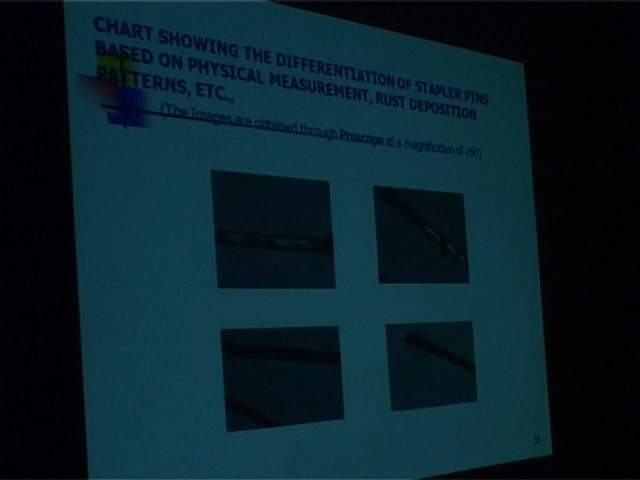 CHART SHOWING THE DIFFERENTIATION OF STAPLER PINS
BASED ON PHYSICAL MEASUREMENT, RUST DEPOSITION
PATTERNS, ETC.,
(The Images are obtained through Proscope at a magnification of x50)
51